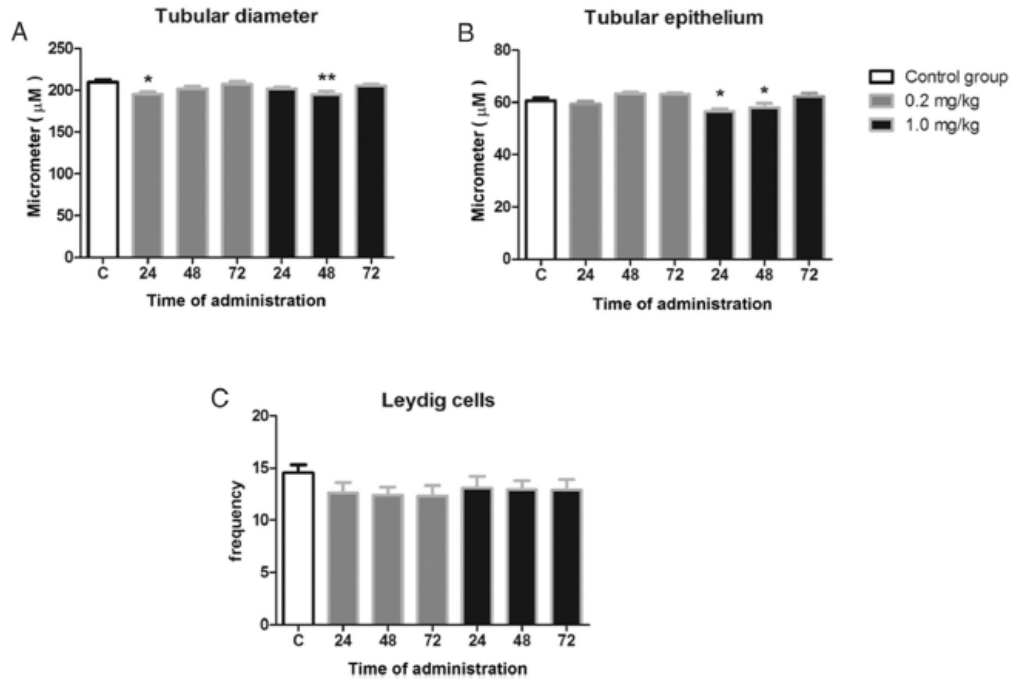 A
Tubular diameter
250
200
150
100
50
0
Micrometer ( μM )
* **
C 24 48 72 24 48 72
Time of administration
B
Tubular epithelium
80
60
40
20
0
Micrometer ( μM )
* *
C 24 48 72 24 48 72
Time of administration
Control group
0.2 mg/kg
1.0 mg/kg
C
Leydig cells
20
15
10
5
0
frequency
C 24 48 72 24 48 72
Time of administration